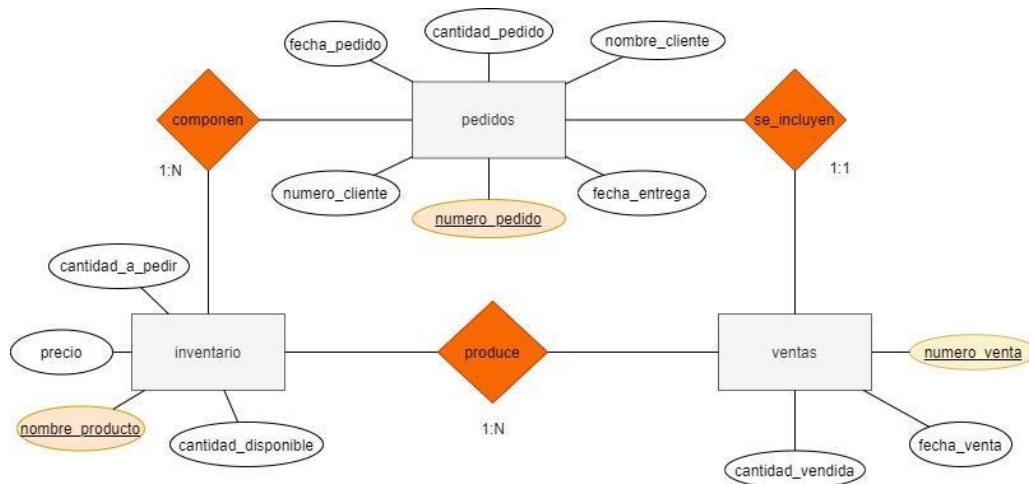 cantidad_pedido
fecha_pedido
nombre_cliente
componen
pedidos
se_incluyen
1:N
1:1
numero_cliente
fecha_entrega
numero_pedido
cantidad_a_pedir
precio
inventario
produce
ventas
numero_venta
nombre_producto
cantidad_disponible
1:N
fecha_venta
cantidad_vendida